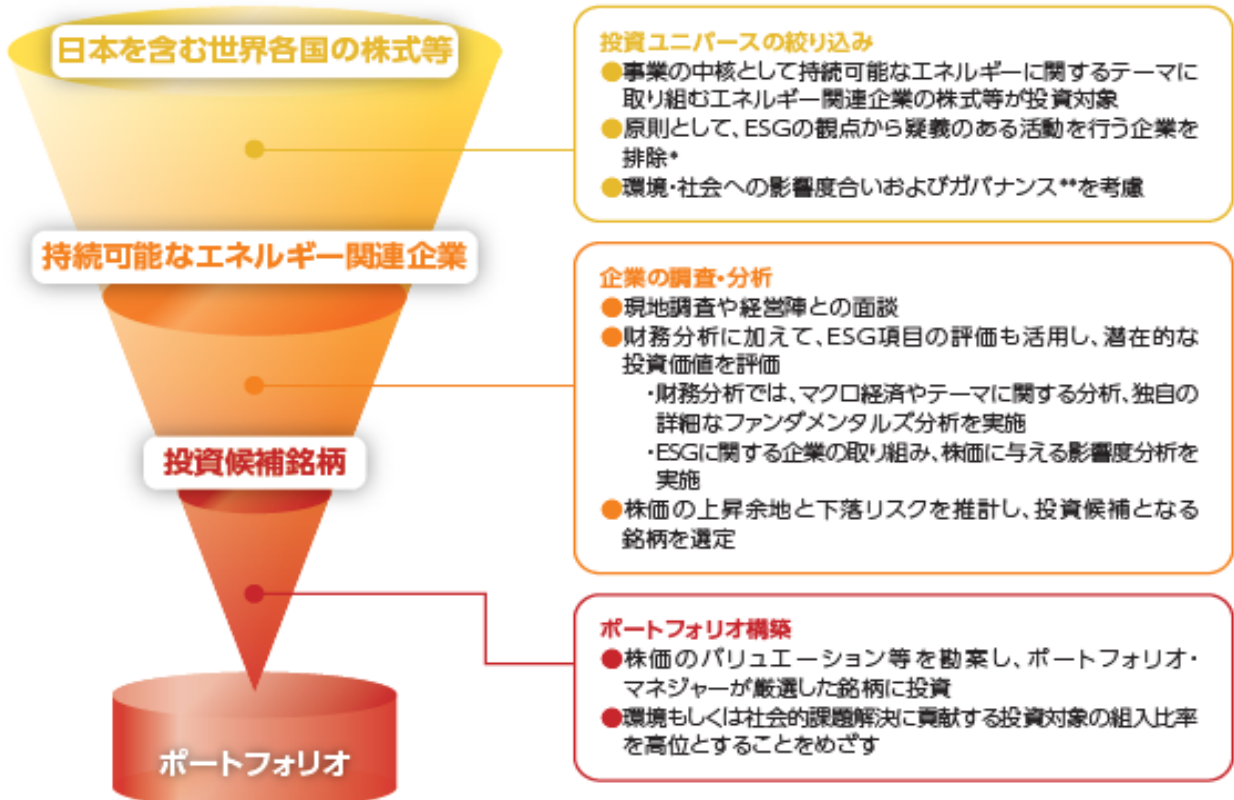 日本を含む世界各国の株式等
投資ユニバースの絞り込み
●事業の中核として持続可能なエネルギーに関するテーマに
取り組むエネルギー関連企業の株式等が投資対象
●原則として、ESGの観点から疑義のある活動を行う企業を
排除*
●環境・社会への影響度合いおよびガバナンス**を考慮
持続可能なエネルギー関連企業
企業の調査・分析
●現地調査や経営陣との面談
●財務分析に加えて、ESG項目の評価も活用し、潜在的な
投資価値を評価
・財務分析では、マクロ経済やテーマに関する分析、独自の
詳細なファンダメンタルズ分析を実施
・ESGに関する企業の取り組み、株価に与える影響度分析を
実施
●株価の上昇余地と下落リスクを推計し、投資候補となる
銘柄を選定
投資候補銘柄
ポートフォリオ構築
●株価のバリュエーション等を勘案し、ポートフォリオ・
マネジャーが厳選した銘柄に投資
●環境もしくは社会的課題解決に貢献する投資対象の組入比率
を高位とすることをめざす
ポートフォリオ